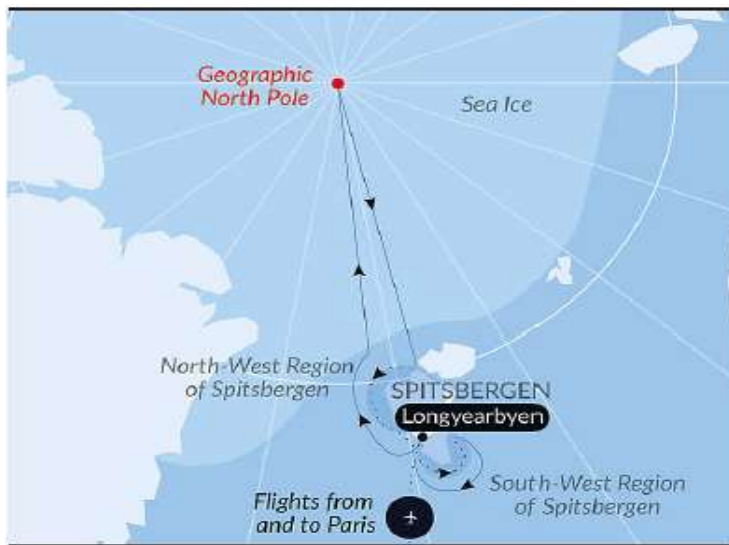 Geographic
North Pole
Sea Ice
North-West Region
of Spitsbergen
SPITSBERGEN
Longyearbyen
South-West Region
of Spitsbergen
Flights from
and to Paris